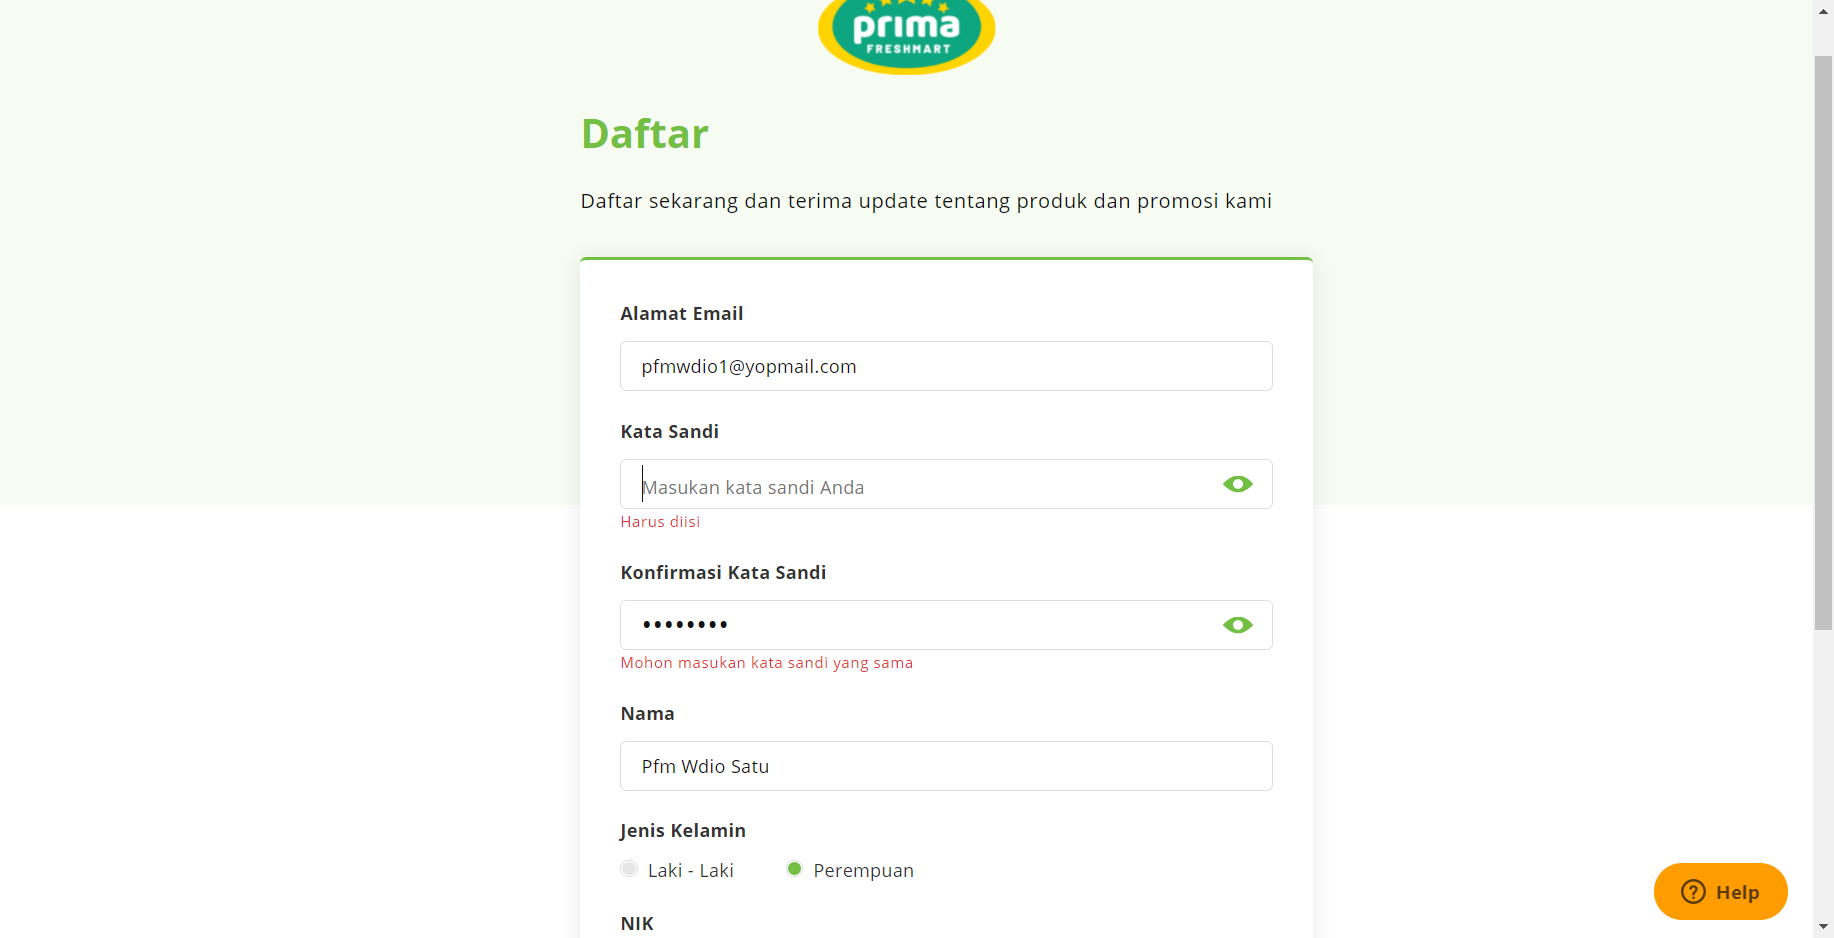 prima
FRESHMART
Daftar
Daftar sekarang dan terima update tentang produk dan promosi kami
Alamat Email
pfmwdio1@yopmail.com
Kata Sandi
Masukan kata sandi Anda
Harus diisi
Konfirmasi Kata Sandi
••••••••
Mohon masukan kata sandi yang sama
Nama
Pfm Wdio Satu
Jenis Kelamin
Laki - Laki Perempuan
NIK
? Help